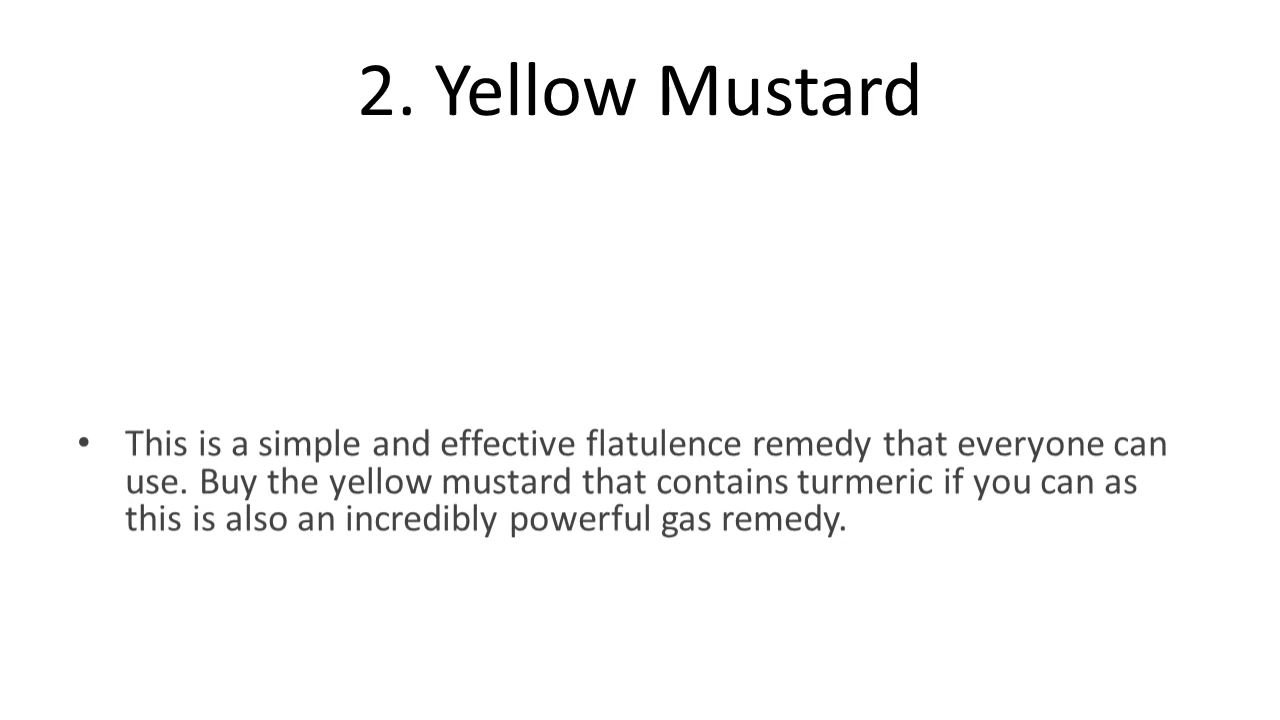 2. Yellow Mustard
• This is a simple and effective flatulence remedy that everyone can
use. Buy the yellow mustard that contains turmeric if you can as
this is also an incredibly powerful gas remedy.